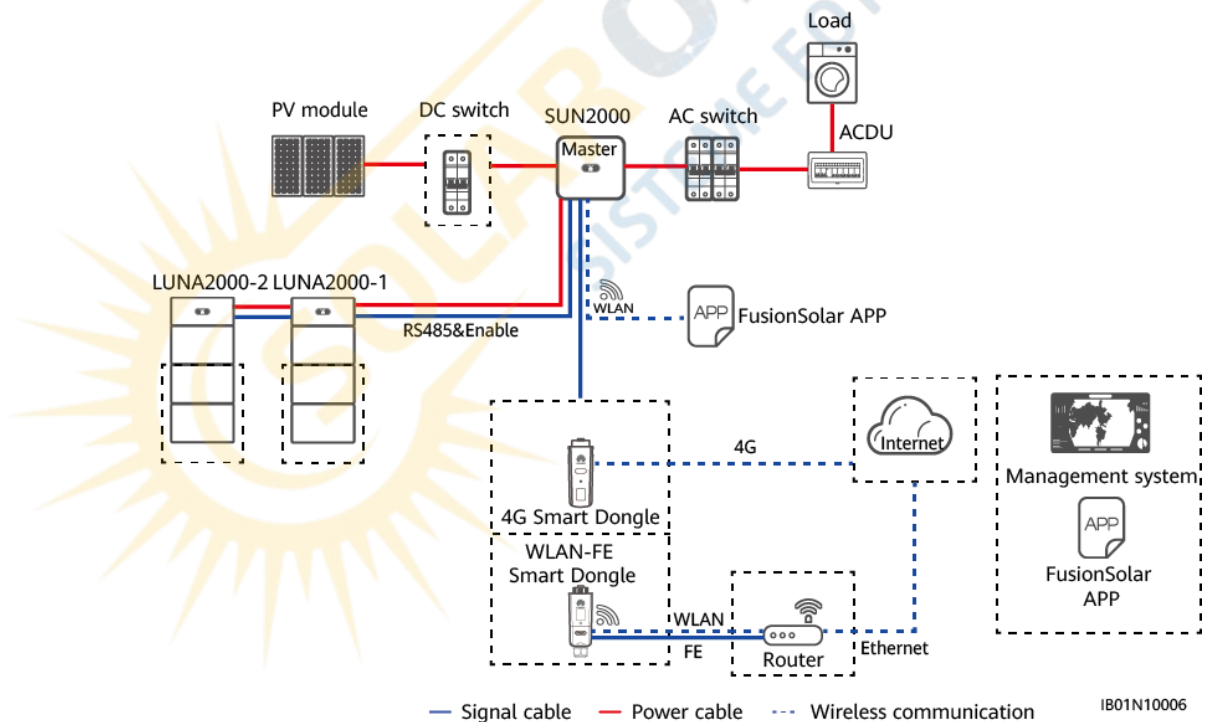 Load
PV module
DC switch
SUN2000
AC switch
Master
ACDU
LUNA2000-2
LUNA2000-1
WLAN
APP
FusionSolar APP
RS485&Enable
4G
Internet
Management system
4G Smart Dongle
APP
WLAN-FE
Smart Dongle
FusionSolar
APP
WLAN
FE
Router
Ethernet
Signal cable
Power cable
Wireless communication
IB01N10006
SOLAR